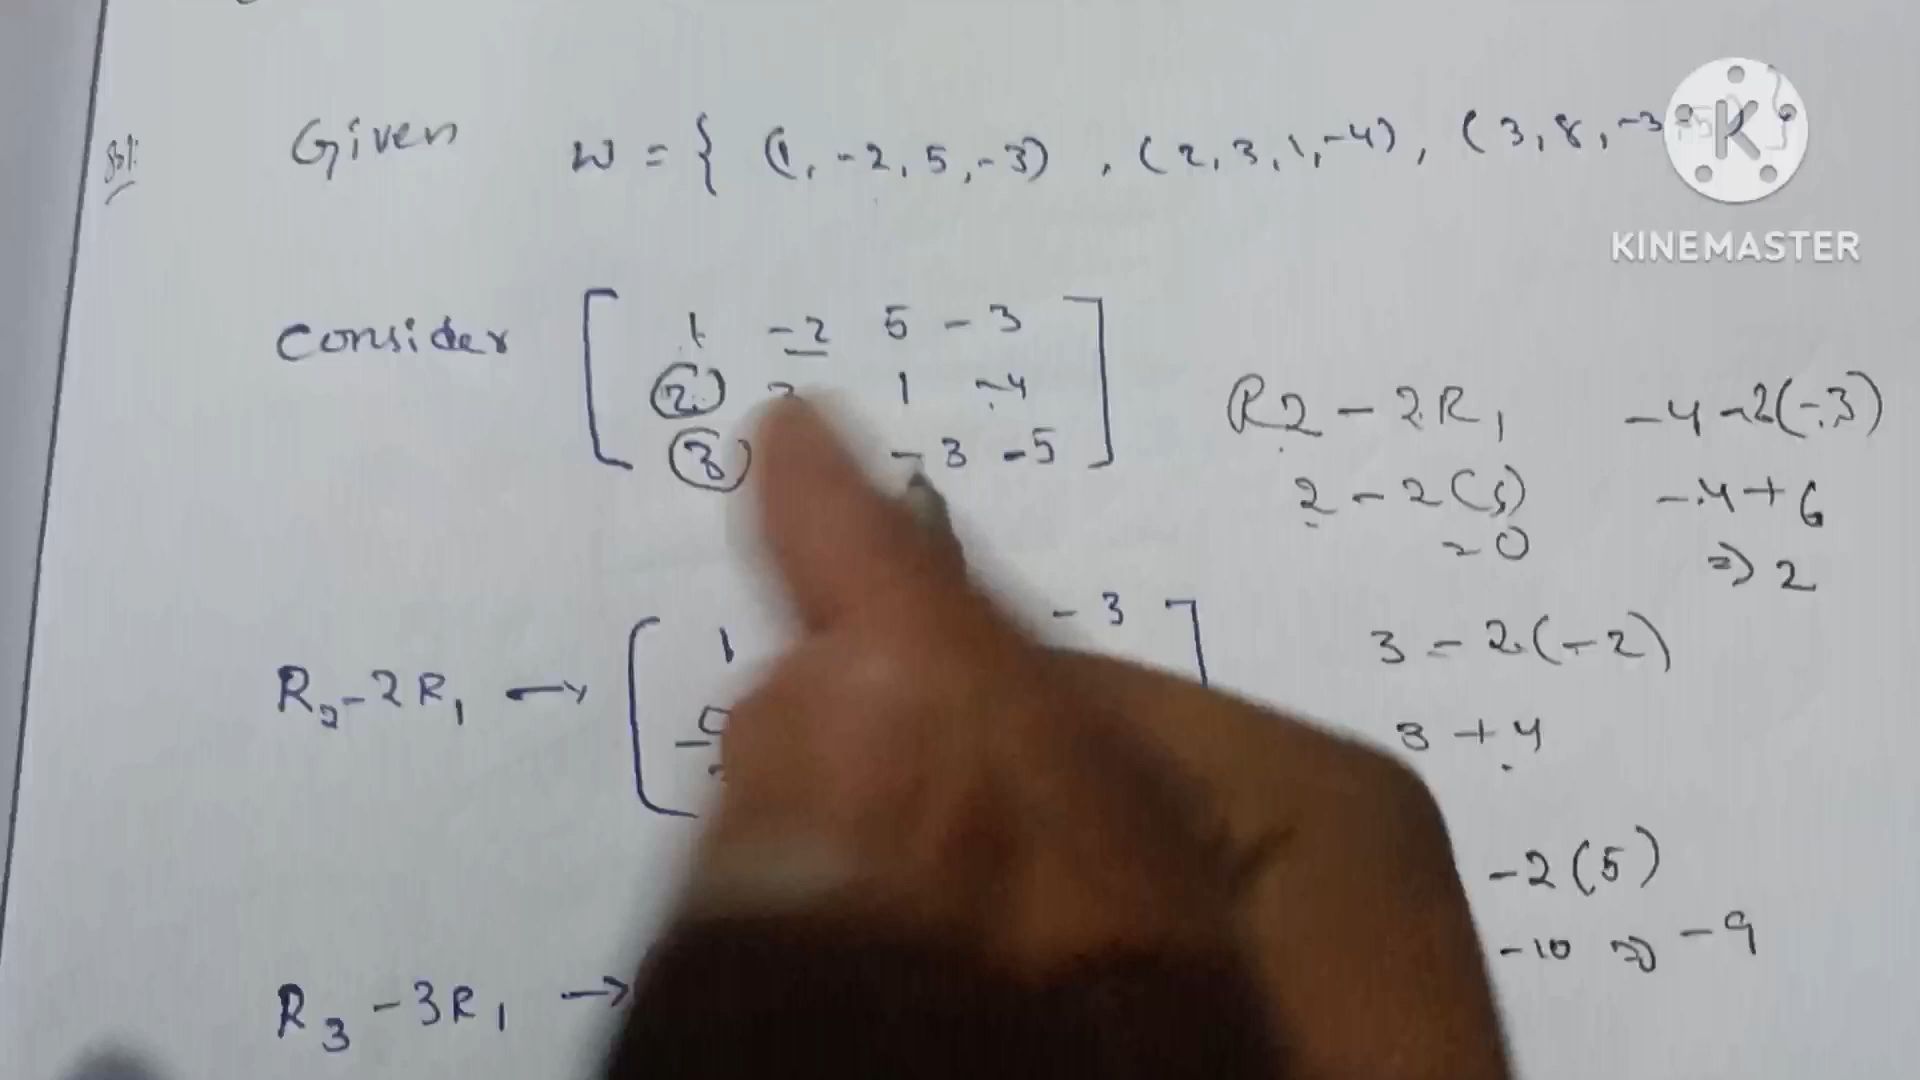 Sol:
Given w = { (1, -2, 5, -3) , (2, 3, 1, -4) , (3, 8, -3
KINEMASTER
Consider [ 1 -2 5 -3
(2) 1 -4
(3) -3 -5 ]
R2 - 2R1 -4 -2(-3)
2 - 2(1) -4+6
= 0 => 2
R2-2R1 → [ 1 -3 ]
0
3 - 2(-2)
3 + 4
-2(5)
-10 => -9
R3 - 3R1 →